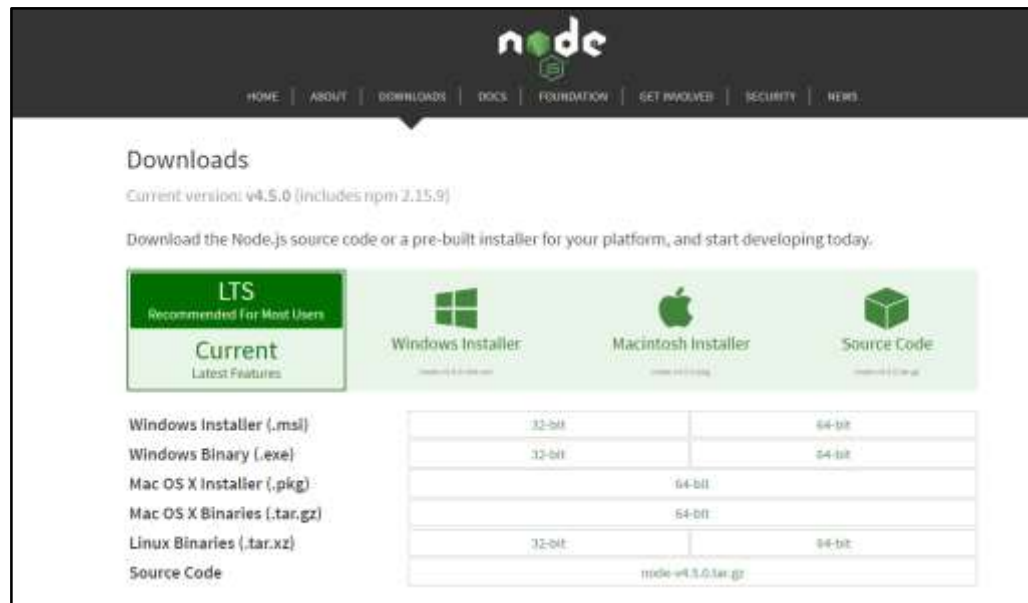 node
JS
HOME | ABOUT | DOWNLOADS | DOCS | FOUNDATION | GET INVOLVED | SECURITY | NEWS
Downloads
Current version: v4.5.0 (includes npm 2.15.9)
Download the Node.js source code or a pre-built installer for your platform, and start developing today.
LTS
Recommended For Most Users
Current
Latest Features
Windows Installer
Macintosh Installer
Source Code
Windows Installer (.msi) 32-bit 64-bit
Windows Binary (.exe) 32-bit 64-bit
Mac OS X Installer (.pkg) 64-bit
Mac OS X Binaries (.tar.gz) 64-bit
Linux Binaries (.tar.xz) 32-bit 64-bit
Source Code node-v4.5.0.tar.gz